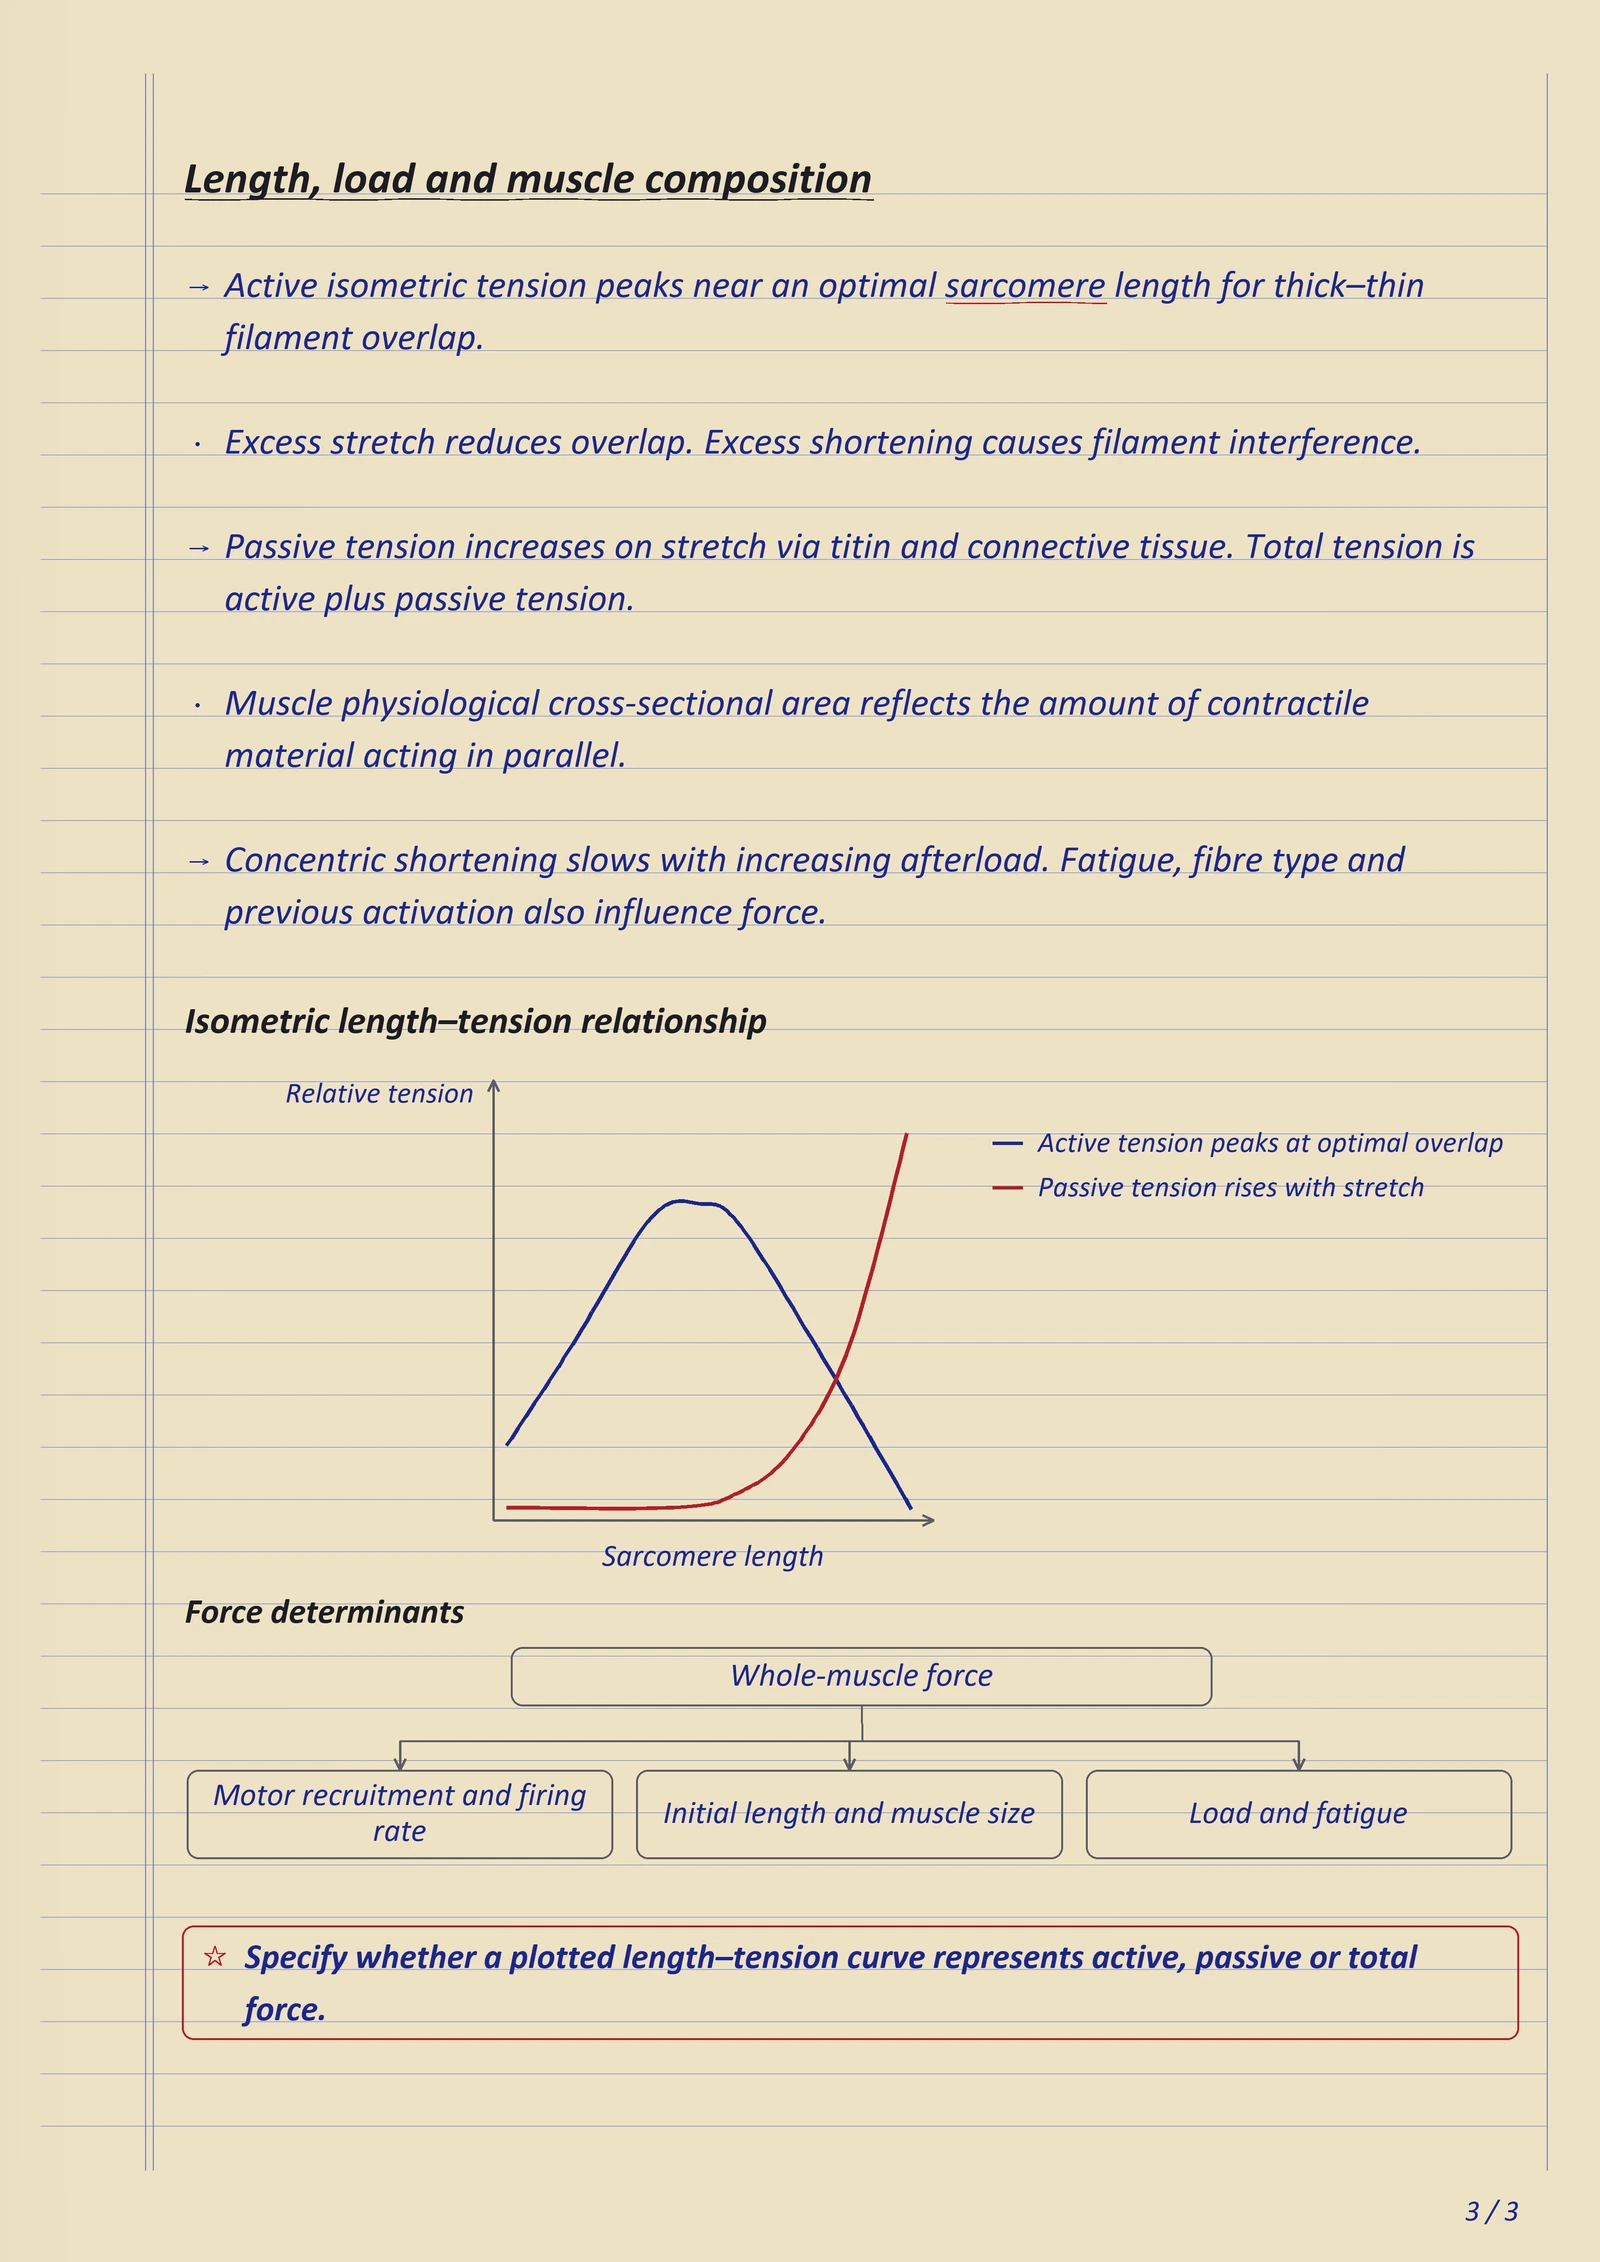 Length, load and muscle composition
→ Active isometric tension peaks near an optimal sarcomere length for thick–thin
filament overlap.
· Excess stretch reduces overlap. Excess shortening causes filament interference.
→ Passive tension increases on stretch via titin and connective tissue. Total tension is
active plus passive tension.
· Muscle physiological cross-sectional area reflects the amount of contractile
material acting in parallel.
→ Concentric shortening slows with increasing afterload. Fatigue, fibre type and
previous activation also influence force.
Isometric length–tension relationship
Relative tension
Active tension peaks at optimal overlap
Passive tension rises with stretch
Sarcomere length
Force determinants
Whole-muscle force
Motor recruitment and firing
rate
Initial length and muscle size
Load and fatigue
☆ Specify whether a plotted length–tension curve represents active, passive or total
force.
3 / 3